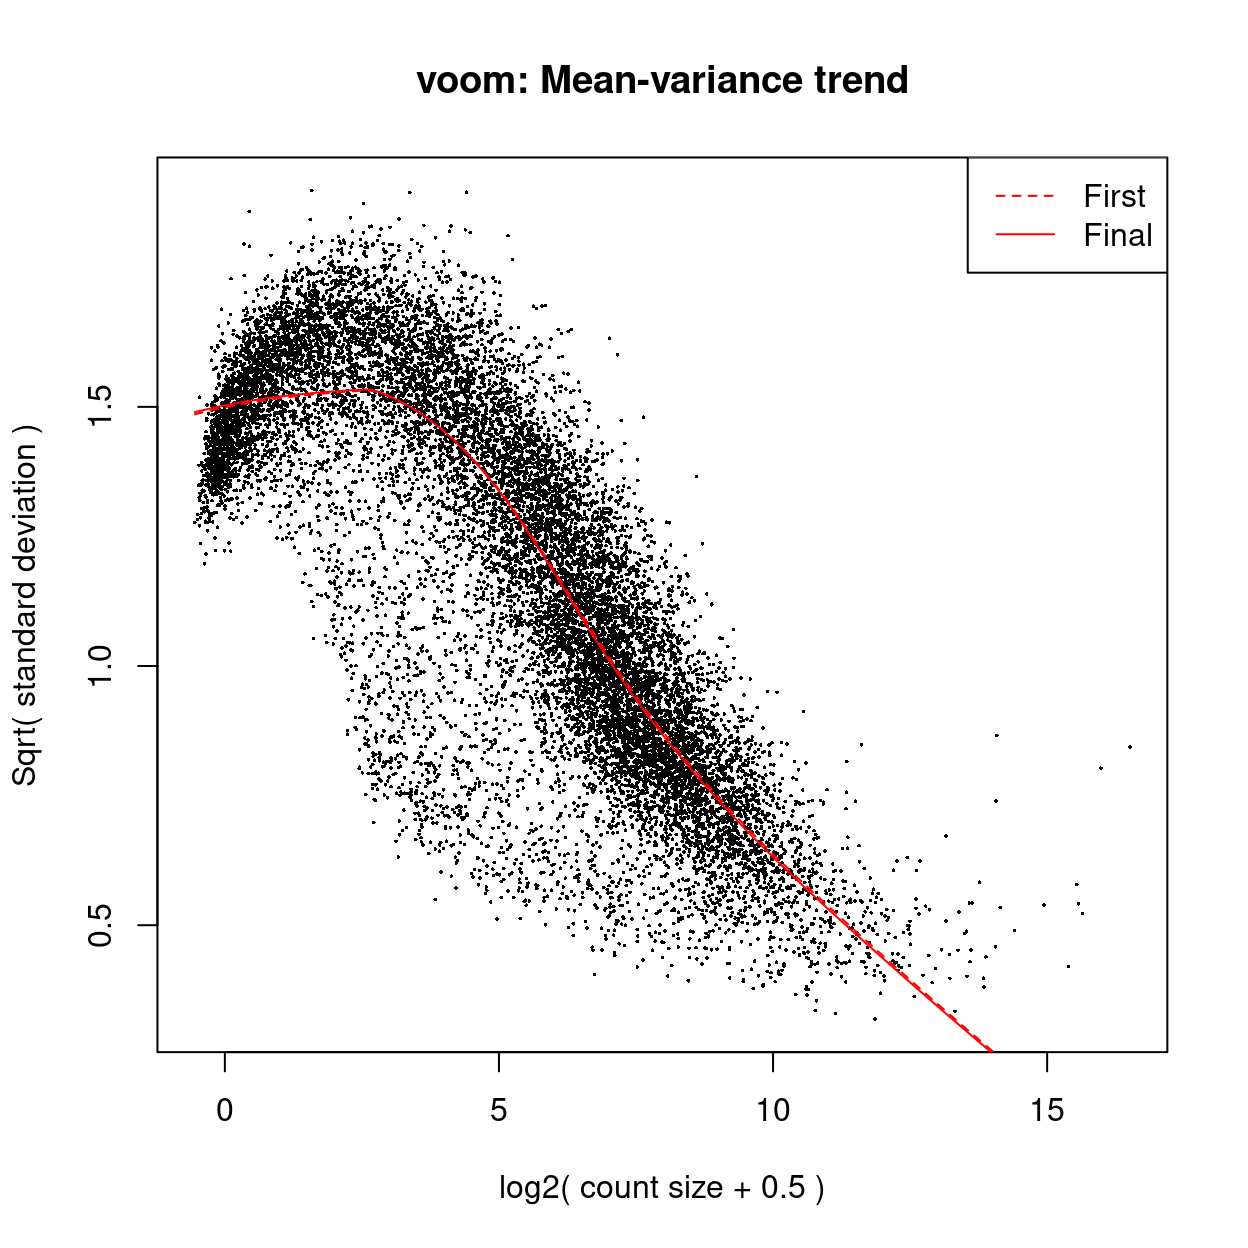 voom: Mean-variance trend
First
Final
Sqrt( standard deviation )
1.5
1.0
0.5
0 5 10 15
log2( count size + 0.5 )